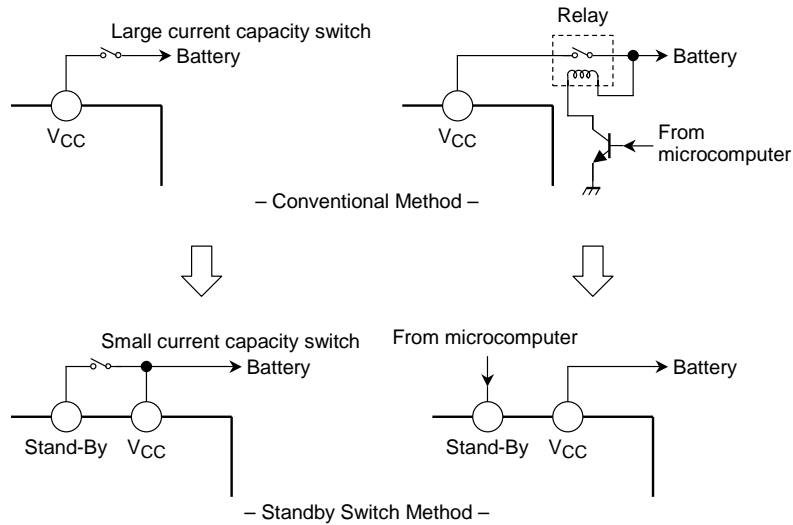 Large current capacity switch
Battery
VCC
Relay
Battery
VCC
From
microcomputer
– Conventional Method –
Small current capacity switch
Battery
Stand-By
VCC
From microcomputer
Battery
Stand-By
VCC
– Standby Switch Method –